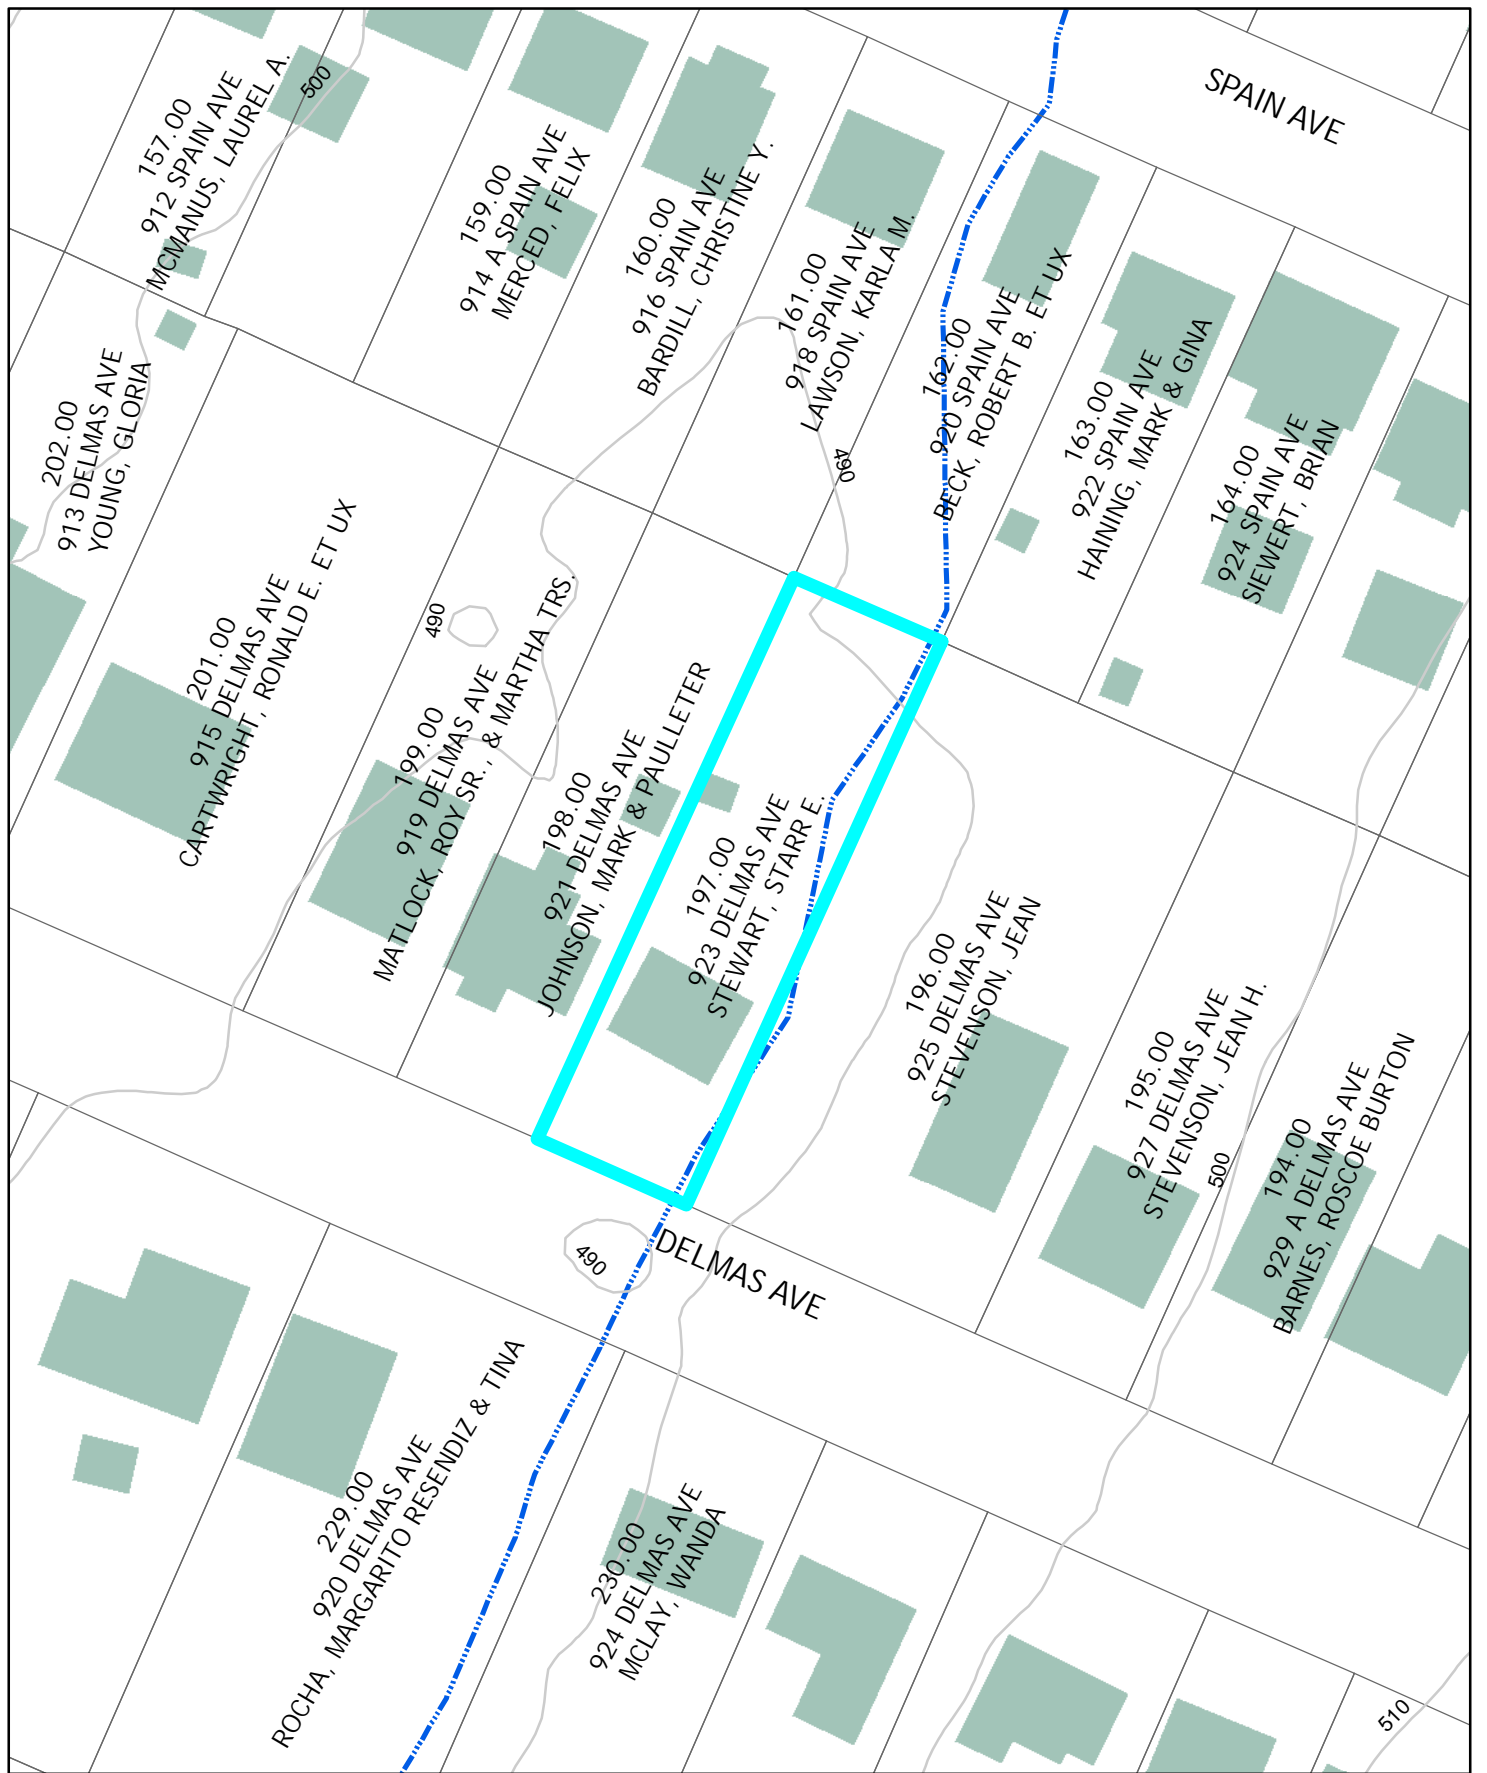 SPAIN AVE
500
157.00
912 SPAIN AVE
MCMANUS, LAUREL A.
159.00
914 A SPAIN AVE
MERCED, FELIX
160.00
916 SPAIN AVE
BARDILL, CHRISTINE Y.
161.00
918 SPAIN AVE
LAWSON, KARLA M.
490
162.00
920 SPAIN AVE
BECK, ROBERT B. ET UX
163.00
922 SPAIN AVE
HAINING, MARK & GINA
164.00
924 SPAIN AVE
SIEWERT, BRIAN
202.00
913 DELMAS AVE
YOUNG, GLORIA
201.00
915 DELMAS AVE
CARTWRIGHT, RONALD E. ET UX
490
199.00
919 DELMAS AVE
MATLOCK, ROY SR., & MARTHA TRS.
198.00
921 DELMAS AVE
JOHNSON, MARK & PAULLETER
197.00
923 DELMAS AVE
STEWART, STARR E.
196.00
925 DELMAS AVE
STEVENSON, JEAN
195.00
927 DELMAS AVE
STEVENSON, JEAN H.
500
194.00
929 A DELMAS AVE
BARNES, ROSCOE BURTON
490
DELMAS AVE
229.00
920 DELMAS AVE
ROCHA, MARGARITO RESENDIZ & TINA
230.00
924 DELMAS AVE
MCLAY, WANDA
510